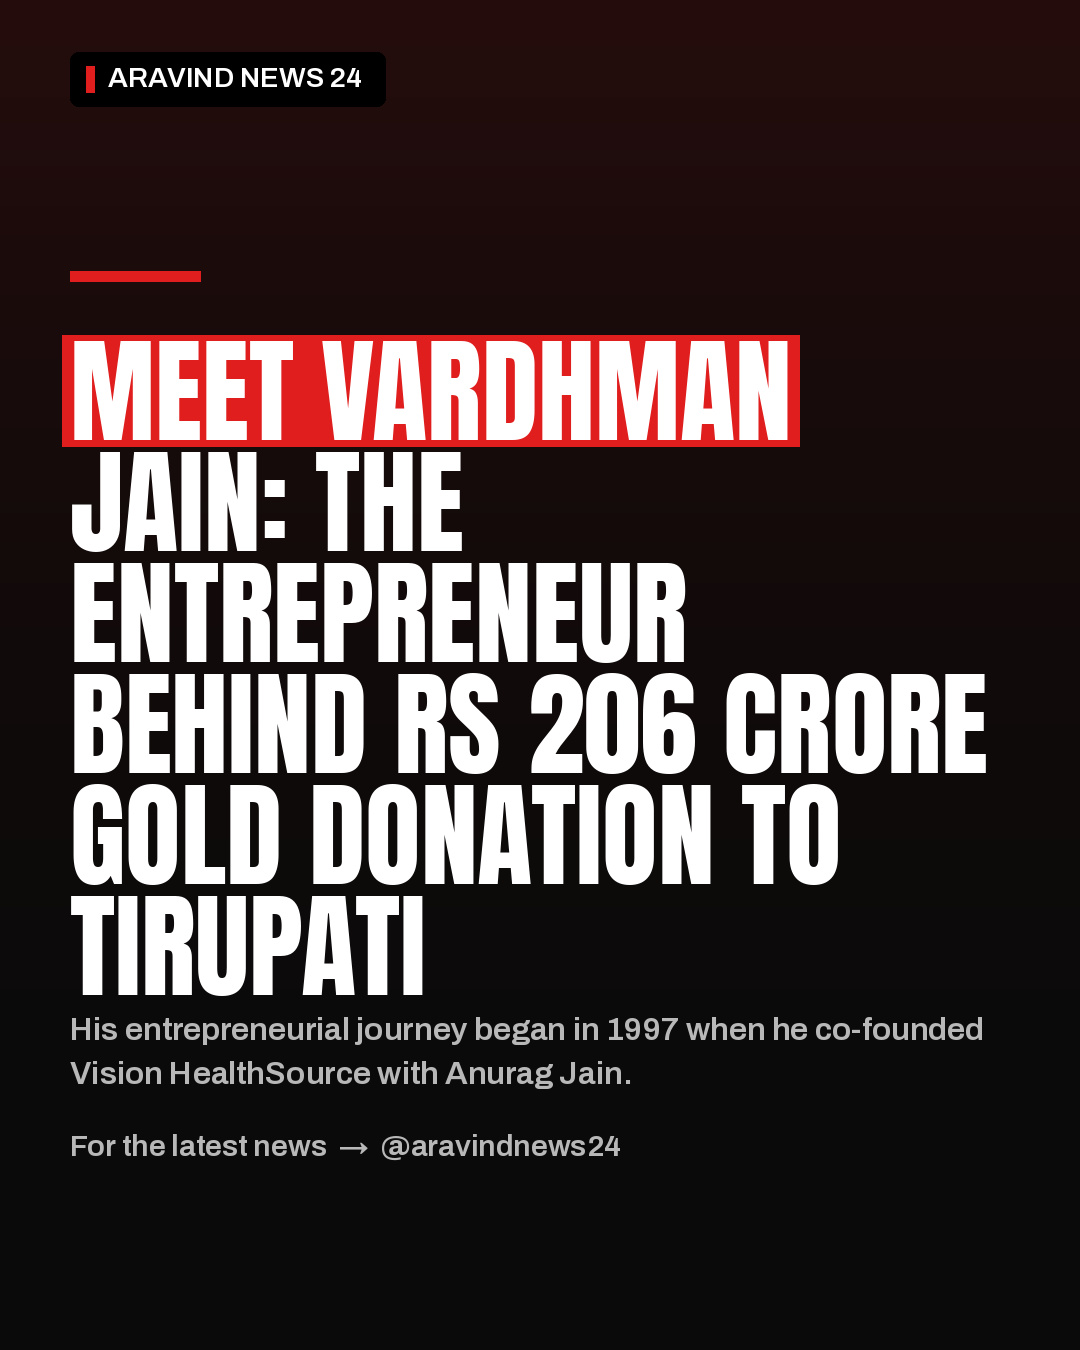 ARAVIND NEWS 24
MEET VARDHMAN
JAIN: THE
ENTREPRENEUR
BEHIND RS 206 CRORE
GOLD DONATION TO
TIRUPATI
His entrepreneurial journey began in 1997 when he co-founded
Vision HealthSource with Anurag Jain.
For the latest news → @aravindnews24